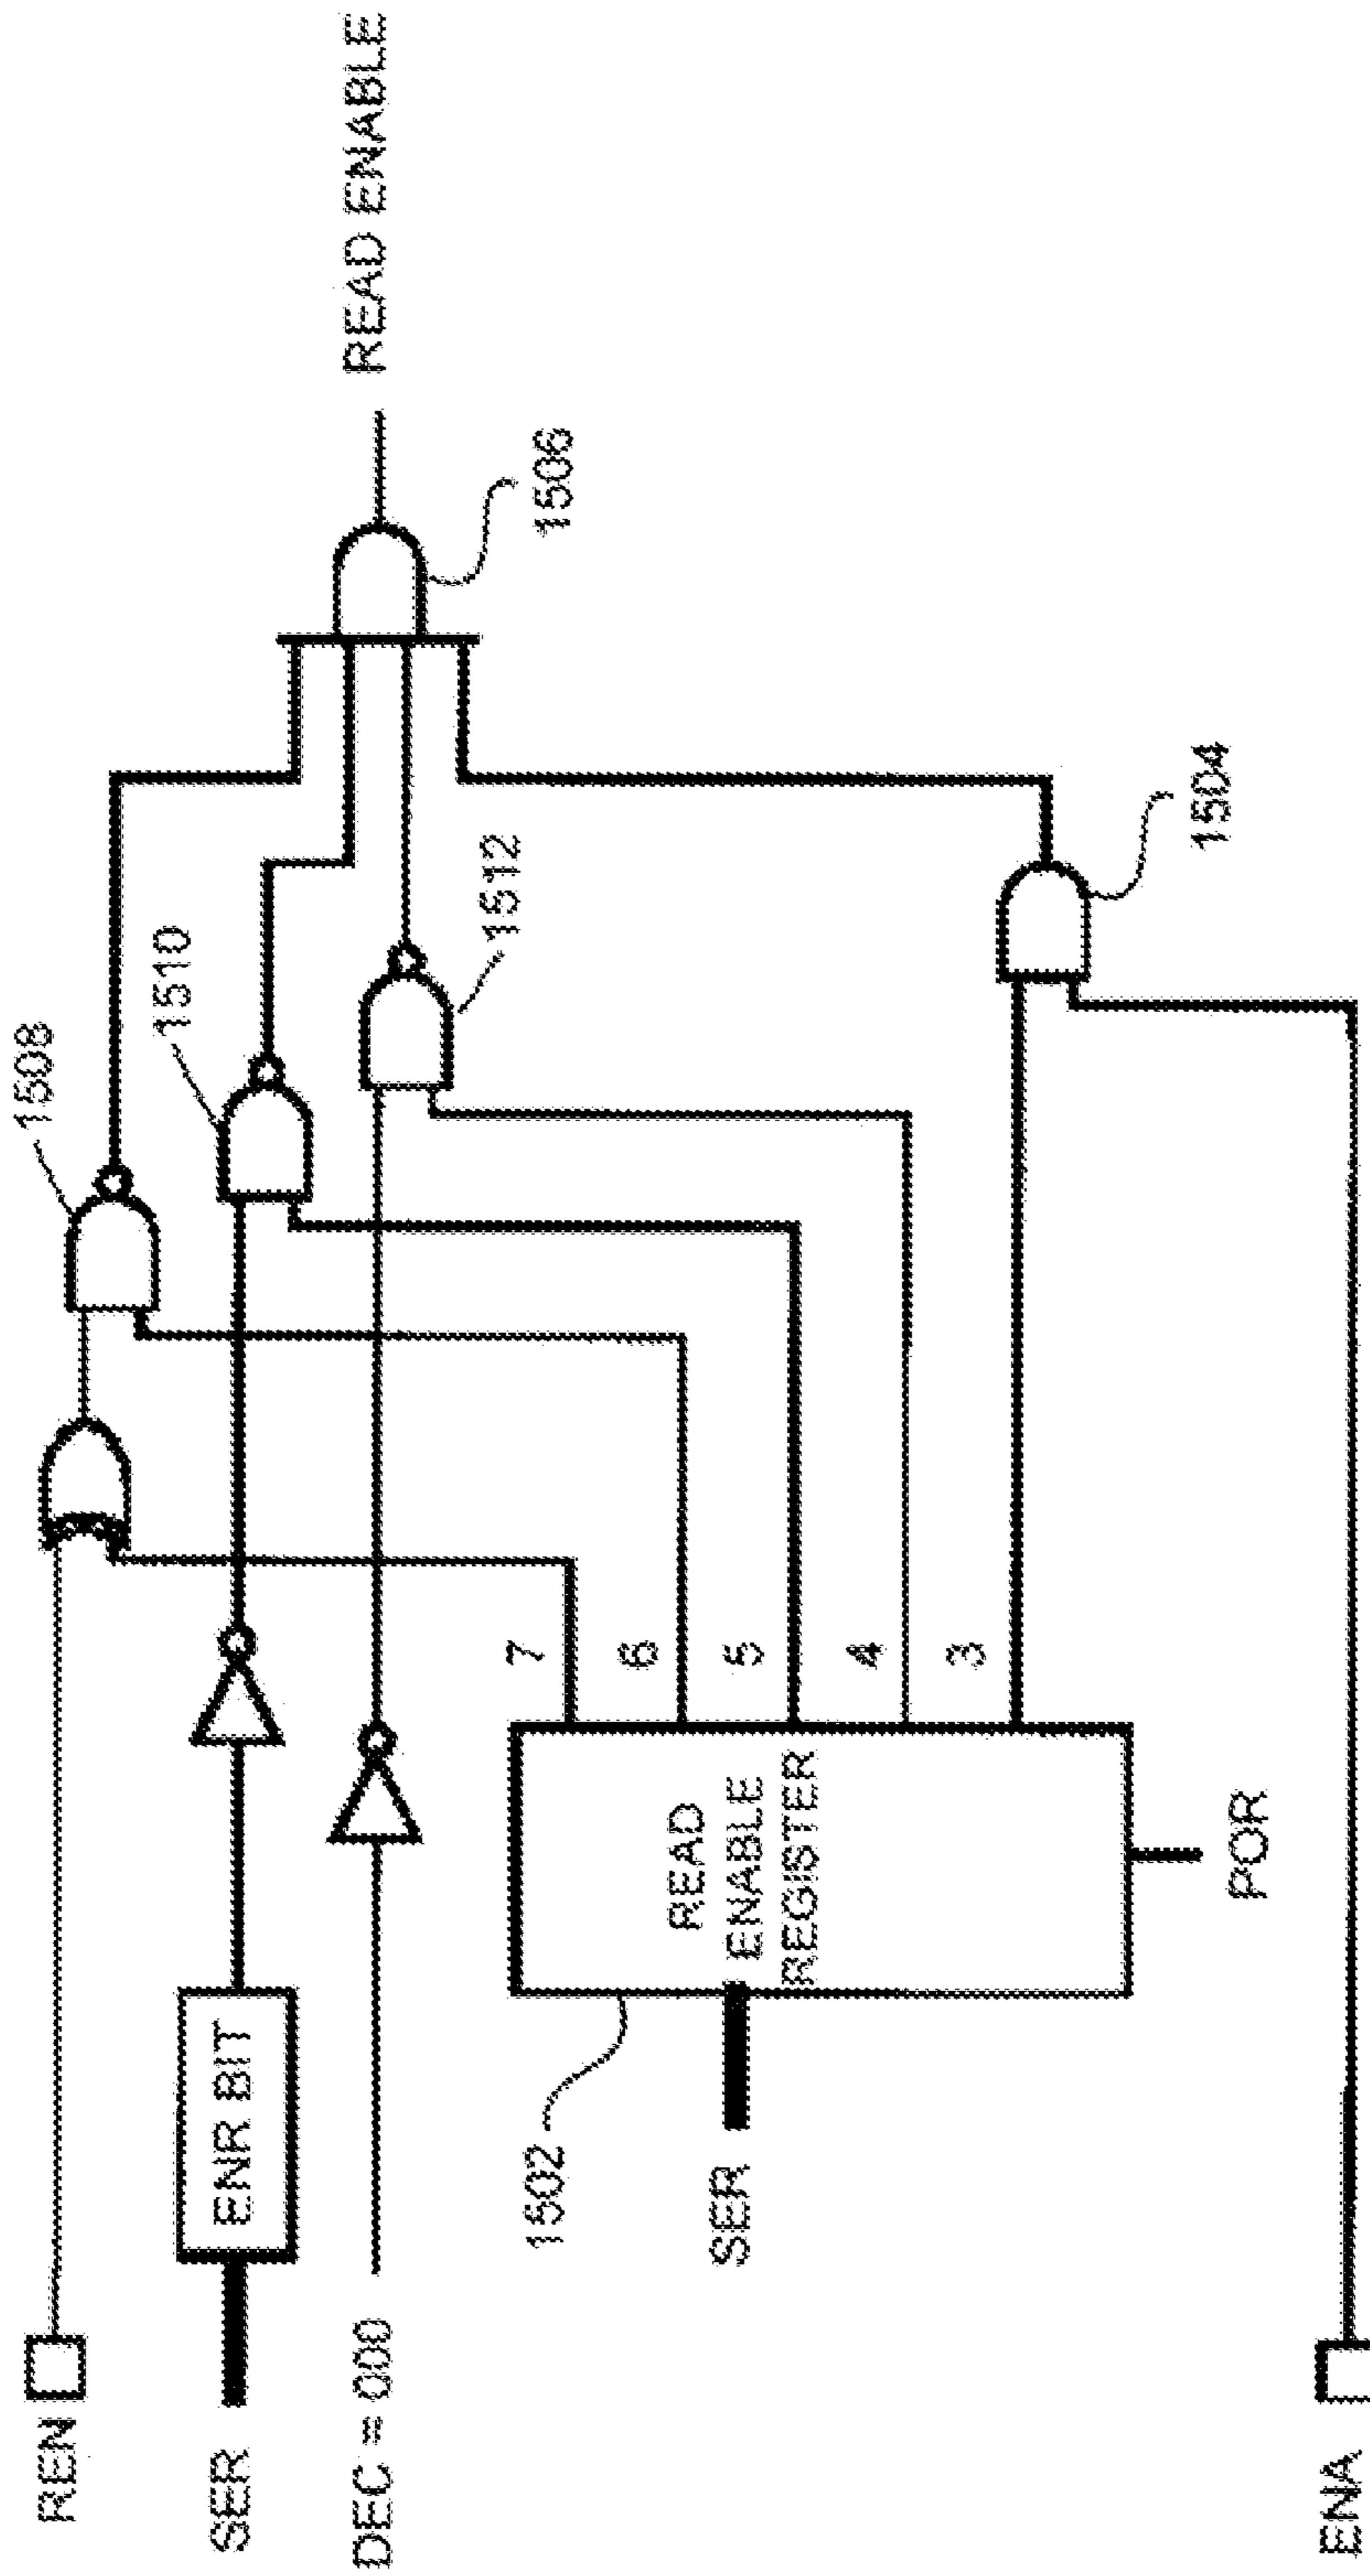 REN
1508
SER
ENR BIT
1510
DEC = 000
1512
READ ENABLE
1506
1502
SER
READ
ENABLE
REGISTER
7
6
5
4
3
POR
1504
ENA